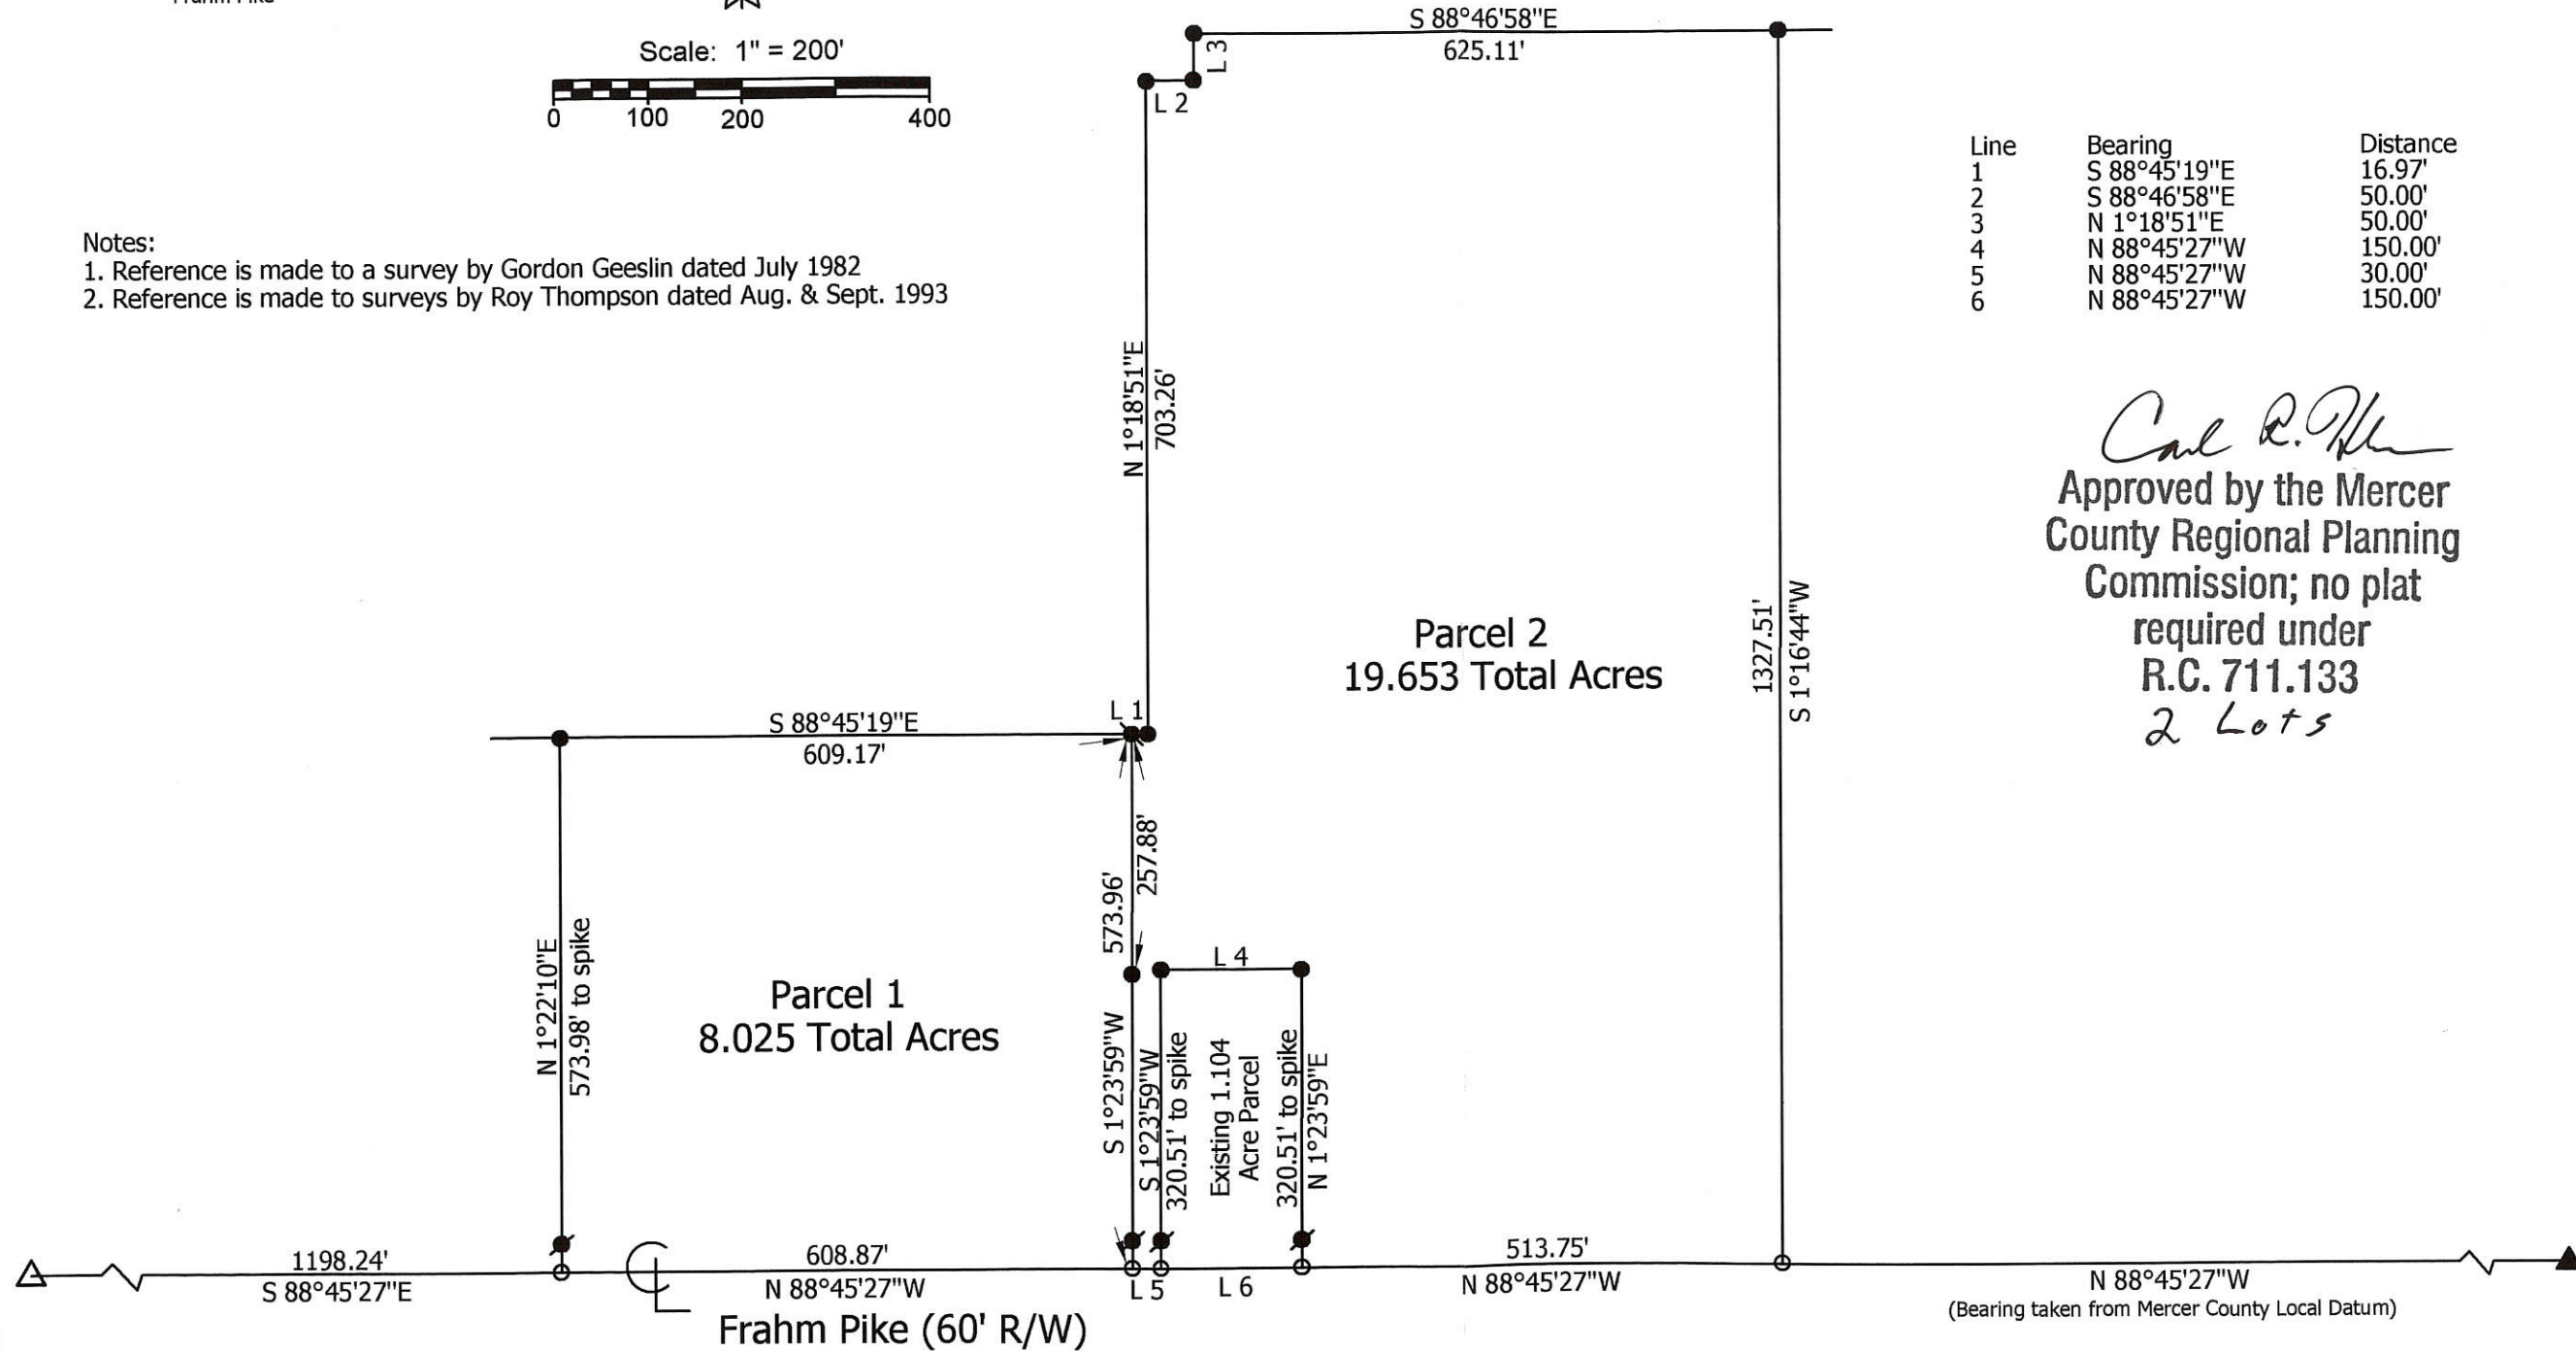 Frahm Pike
Scale: 1" = 200'
0 100 200 400
Notes:
1. Reference is made to a survey by Gordon Geeslin dated July 1982
2. Reference is made to surveys by Roy Thompson dated Aug. & Sept. 1993
S 88°46'58"E
625.11'
L 3
L 2
N 1°18'51"E
703.26'
Line Bearing Distance
1 S 88°45'19"E 16.97'
2 S 88°46'58"E 50.00'
3 N 1°18'51"E 50.00'
4 N 88°45'27"W 150.00'
5 N 88°45'27"W 30.00'
6 N 88°45'27"W 150.00'
Carl R.
Approved by the Mercer
County Regional Planning
Commission; no plat
required under
R.C. 711.133
2 Lots
Parcel 2
19.653 Total Acres
1327.51'
S 1°16'44"W
L 1
S 88°45'19"E
609.17'
257.88'
573.96'
N 1°22'10"E
573.98' to spike
Parcel 1
8.025 Total Acres
S 1°23'59"W
S 1°23'59"W
320.51' to spike
L 4
Existing 1.104
Acre Parcel
320.51' to spike
N 1°23'59"E
1198.24'
S 88°45'27"E
CL
608.87'
N 88°45'27"W
L 5
L 6
513.75'
N 88°45'27"W
N 88°45'27"W
(Bearing taken from Mercer County Local Datum)
Frahm Pike (60' R/W)